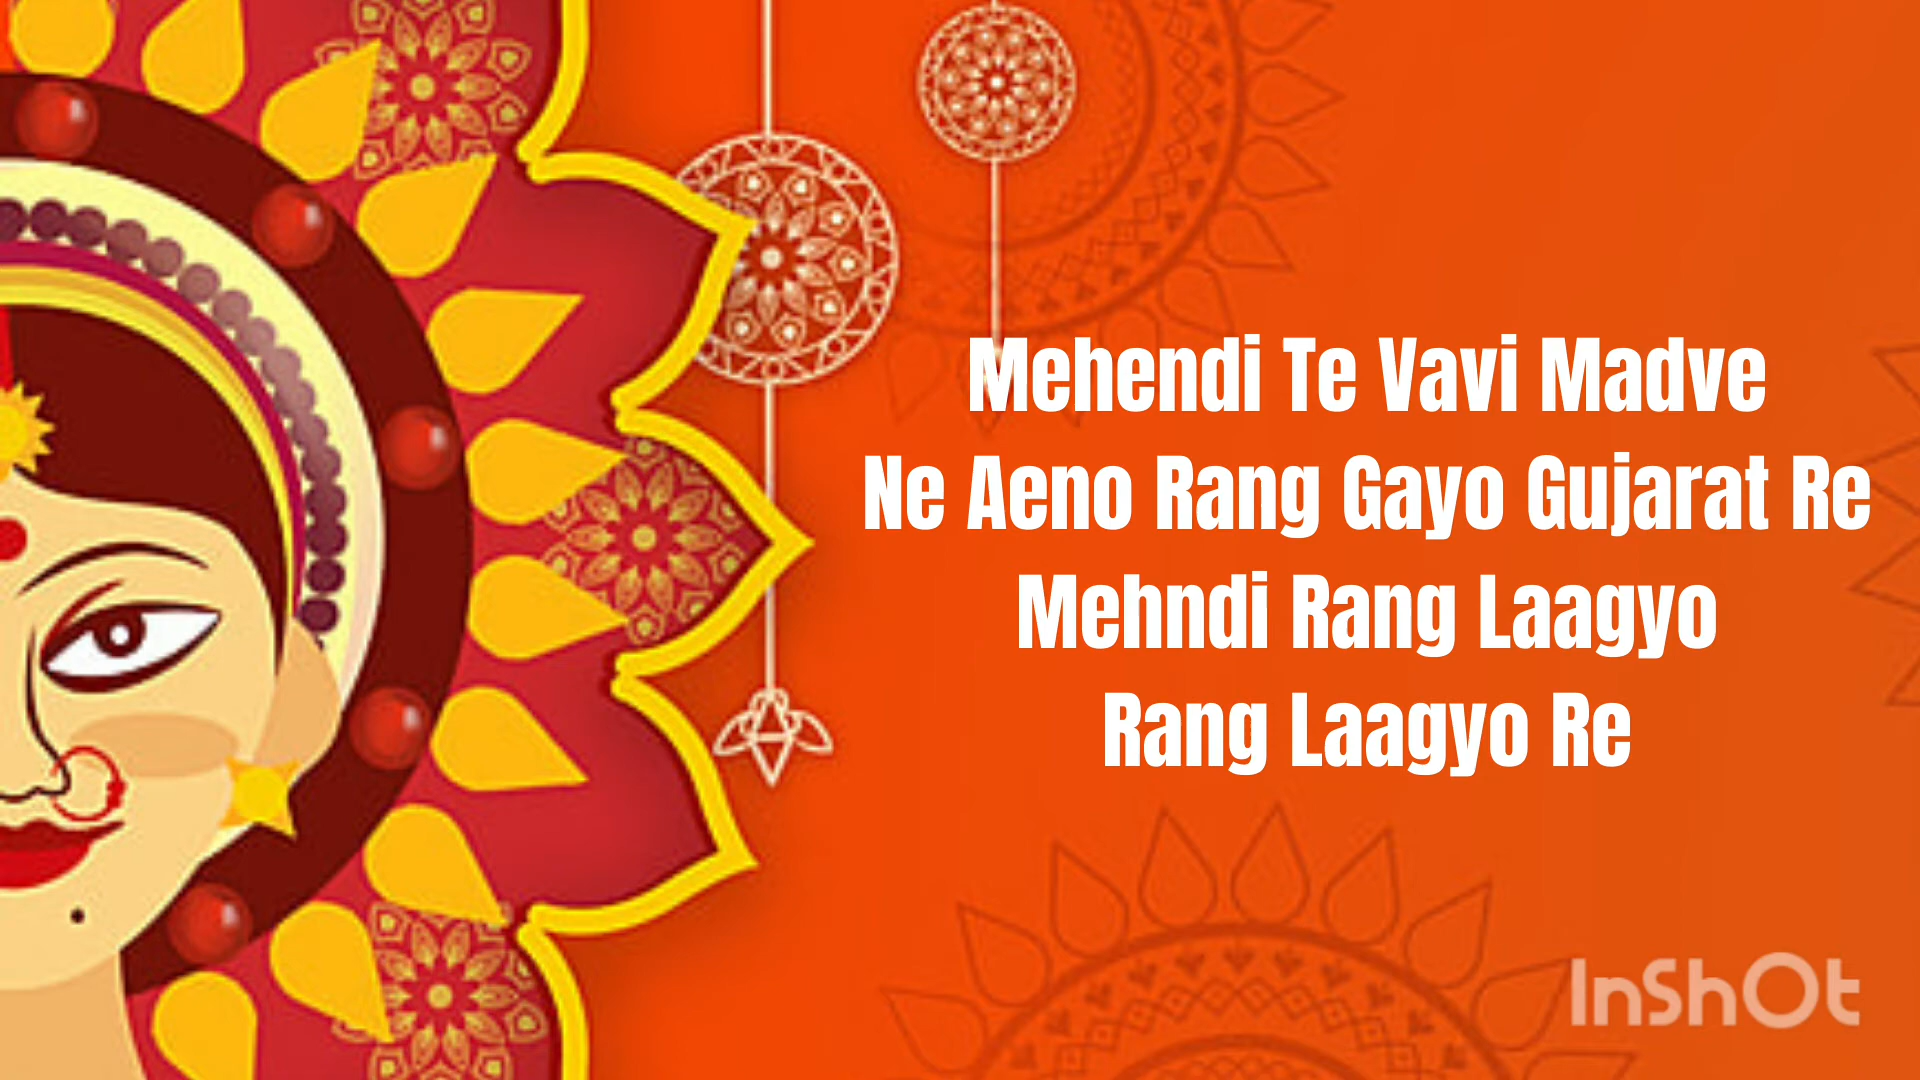 Mehendi Te Vavi Madve
Ne Aeno Rang Gayo Gujarat Re
Mehndi Rang Laagyo
Rang Laagyo Re
InShOt